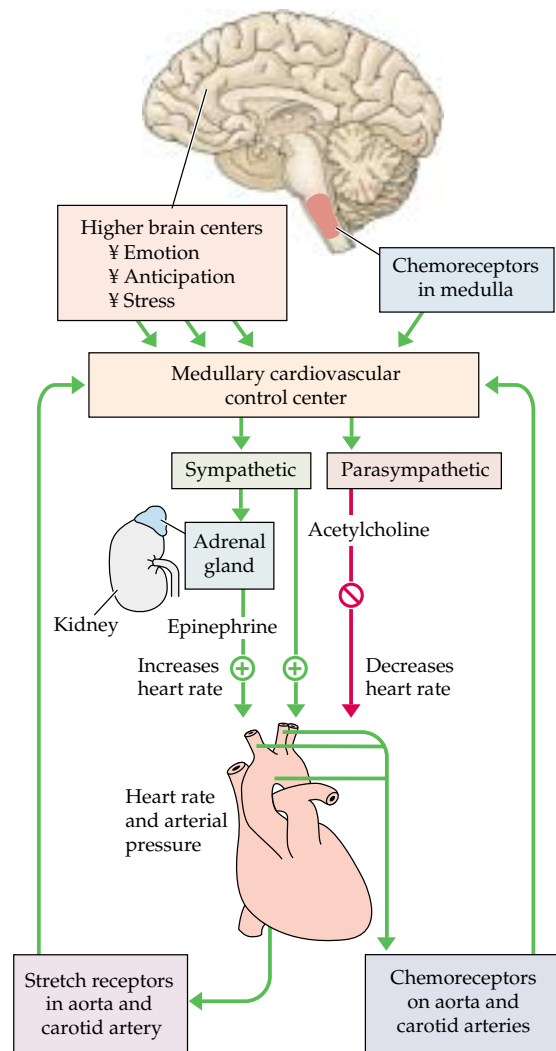 Higher brain centers
¥ Emotion
¥ Anticipation
¥ Stress
Chemoreceptors
in medulla
Medullary cardiovascular
control center
Sympathetic
Parasympathetic
Adrenal
gland
Acetylcholine
Kidney
Epinephrine
Increases
heart rate
Decreases
heart rate
Heart rate
and arterial
pressure
Stretch receptors
in aorta and
carotid artery
Chemoreceptors
on aorta and
carotid arteries